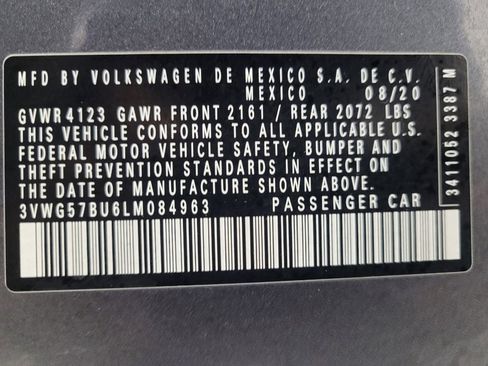 MFD BY VOLKSWAGEN DE MEXICO S.A. DE C.V.
MEXICO 08/20
GVWR 4123 GAWR FRONT 2161 / REAR 2072 LBS
THIS VEHICLE CONFORMS TO ALL APPLICABLE U.S.
FEDERAL MOTOR VEHICLE SAFETY, BUMPER AND
THEFT PREVENTION STANDARDS IN EFFECT ON THE
DATE OF MANUFACTURE SHOWN ABOVE.
3VWG57BU6LM084963 PASSENGER CAR
3411052 3387 M